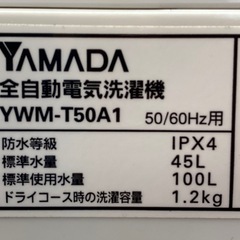 YAMADA
全自動電気洗濯機
YWM-T50A1 50/60Hz用
防水等級 IPX4
標準水量 45L
標準使用水量 100L
ドライコース時の洗濯容量 1.2kg